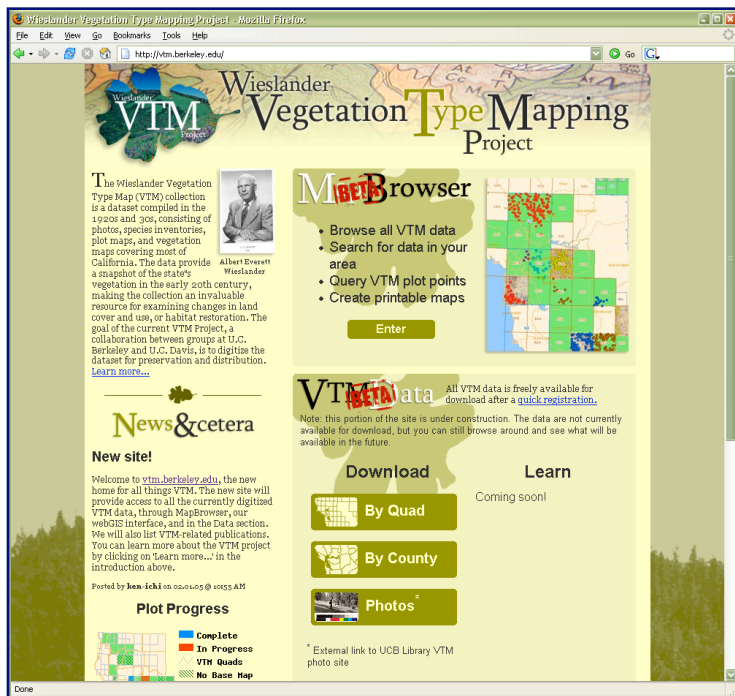 Wieslander Vegetation Type Mapping Project - Mozilla Firefox
File Edit View Go Bookmarks Tools Help
http://vtm.berkeley.edu/
Go
Wieslander
VTM
Project
Wieslander
Vegetation Type Mapping
Project
The Wieslander Vegetation
Type Map (VTM) collection
is a dataset compiled in the
1920s and 30s, consisting of
photos, species inventories,
plot maps, and vegetation
maps covering most of
California. The data provide
a snapshot of the state"s
vegetation in the early 20th century,
making the collection an invaluable
resource for examining changes in land
cover and use, or habitat restoration. The
goal of the current VTM Project, a
collaboration between groups at U.C.
Berkeley and U.C. Davis, is to digitize the
dataset for preservation and distribution.
Learn more...
Albert Everett
Wieslander
News&cetera
New site!
Welcome to vtm.berkeley.edu, the new
home for all things VTM. The new site will
provide access to all the currently digitized
VTM data, through MapBrowser, our
webGIS interface, and in the Data section.
We will also list VTM-related publications.
You can learn more about the VTM project
by clicking on 'Learn more...' in the
introduction above.
Posted by ken-ichi on 02.01.05 @ 10:55 AM
Plot Progress
Complete
In Progress
VTM Quads
No Base Map
BETA
Browser
• Browse all VTM data
• Search for data in your
area
• Query VTM plot points
• Create printable maps
Enter
VTM BETA Data
All VTM data is freely available for
download after a quick registration.
Note: this portion of the site is under construction. The data are not currently
available for download, but you can still browse around and see what will be
available in the future.
Download
By Quad
By County
Photos*
* External link to UCB Library VTM
photo site
Learn
Coming soon!
Done